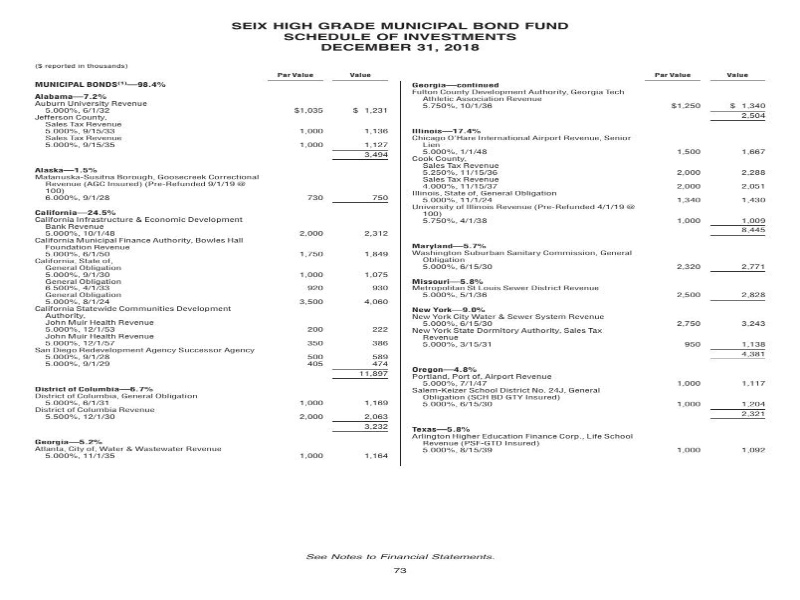 SEIX HIGH GRADE MUNICIPAL BOND FUND
SCHEDULE OF INVESTMENTS
DECEMBER 31, 2018
($ reported in thousands)
Par Value Value
MUNICIPAL BONDS(1)—98.4%
Alabama—7.2%
Auburn University Revenue
5.000%, 6/1/32 $1,035 $ 1,231
Jefferson County,
Sales Tax Revenue
5.000%, 9/15/33 1,000 1,136
Sales Tax Revenue
5.000%, 9/15/35 1,000 1,127
3,494
Alaska—1.5%
Matanuska-Susitna Borough, Goosecreek Correctional
Revenue (AGC Insured) (Pre-Refunded 9/1/19 @
100)
6.000%, 9/1/28 730 750
California—24.5%
California Infrastructure & Economic Development
Bank Revenue
5.000%, 10/1/48 2,000 2,312
California Municipal Finance Authority, Bowles Hall
Foundation Revenue
5.000%, 6/1/50 1,750 1,849
California, State of,
General Obligation
5.000%, 9/1/30 1,000 1,075
General Obligation
6.500%, 4/1/33 920 930
General Obligation
5.000%, 8/1/24 3,500 4,060
California Statewide Communities Development
Authority,
John Muir Health Revenue
5.000%, 12/1/53 200 222
John Muir Health Revenue
5.000%, 12/1/57 350 386
San Diego Redevelopment Agency Successor Agency
5.000%, 9/1/28 500 589
5.000%, 9/1/29 405 474
11,897
District of Columbia—6.7%
District of Columbia, General Obligation
5.000%, 6/1/31 1,000 1,169
District of Columbia Revenue
5.500%, 12/1/30 2,000 2,063
3,232
Georgia—5.2%
Atlanta, City of, Water & Wastewater Revenue
5.000%, 11/1/35 1,000 1,164
Par Value Value
Georgia—continued
Fulton County Development Authority, Georgia Tech
Athletic Association Revenue
5.750%, 10/1/36 $1,250 $ 1,340
2,504
Illinois—17.4%
Chicago O'Hare International Airport Revenue, Senior
Lien
5.000%, 1/1/48 1,500 1,667
Cook County,
Sales Tax Revenue
5.250%, 11/15/36 2,000 2,288
Sales Tax Revenue
4.000%, 11/15/37 2,000 2,051
Illinois, State of, General Obligation
5.000%, 11/1/24 1,340 1,430
University of Illinois Revenue (Pre-Refunded 4/1/19 @
100)
5.750%, 4/1/38 1,000 1,009
8,445
Maryland—5.7%
Washington Suburban Sanitary Commission, General
Obligation
5.000%, 6/15/30 2,320 2,771
Missouri—5.8%
Metropolitan St Louis Sewer District Revenue
5.000%, 5/1/36 2,500 2,828
New York—9.0%
New York City Water & Sewer System Revenue
5.000%, 6/15/30 2,750 3,243
New York State Dormitory Authority, Sales Tax
Revenue
5.000%, 3/15/31 950 1,138
4,381
Oregon—4.8%
Portland, Port of, Airport Revenue
5.000%, 7/1/47 1,000 1,117
Salem-Keizer School District No. 24J, General
Obligation (SCH BD GTY Insured)
5.000%, 6/15/30 1,000 1,204
2,321
Texas—5.8%
Arlington Higher Education Finance Corp., Life School
Revenue (PSF-GTD Insured)
5.000%, 8/15/39 1,000 1,092
See Notes to Financial Statements.
73